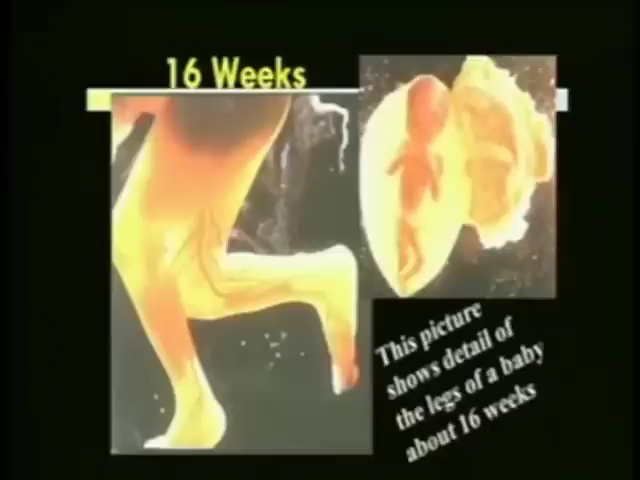 16 Weeks
This picture
shows detail of
the legs of a baby
about 16 weeks